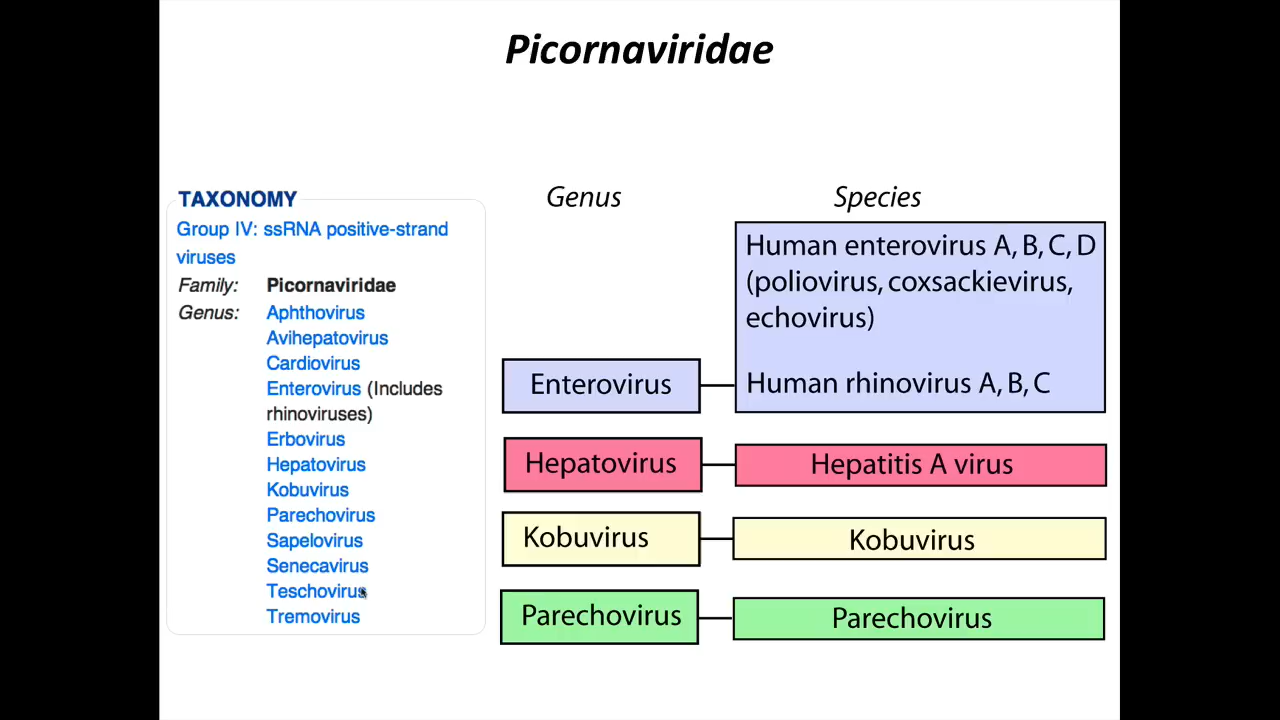 Picornaviridae
TAXONOMY
Group IV: ssRNA positive-strand
viruses
Family: Picornaviridae
Genus: Aphthovirus
Avihepatovirus
Cardiovirus
Enterovirus (Includes
rhinoviruses)
Erbovirus
Hepatovirus
Kobuvirus
Parechovirus
Sapelovirus
Senecavirus
Teschovirus
Tremovirus
Genus Species
Human enterovirus A, B, C, D
(poliovirus, coxsackievirus,
echovirus)
Enterovirus Human rhinovirus A, B, C
Hepatovirus Hepatitis A virus
Kobuvirus Kobuvirus
Parechovirus Parechovirus